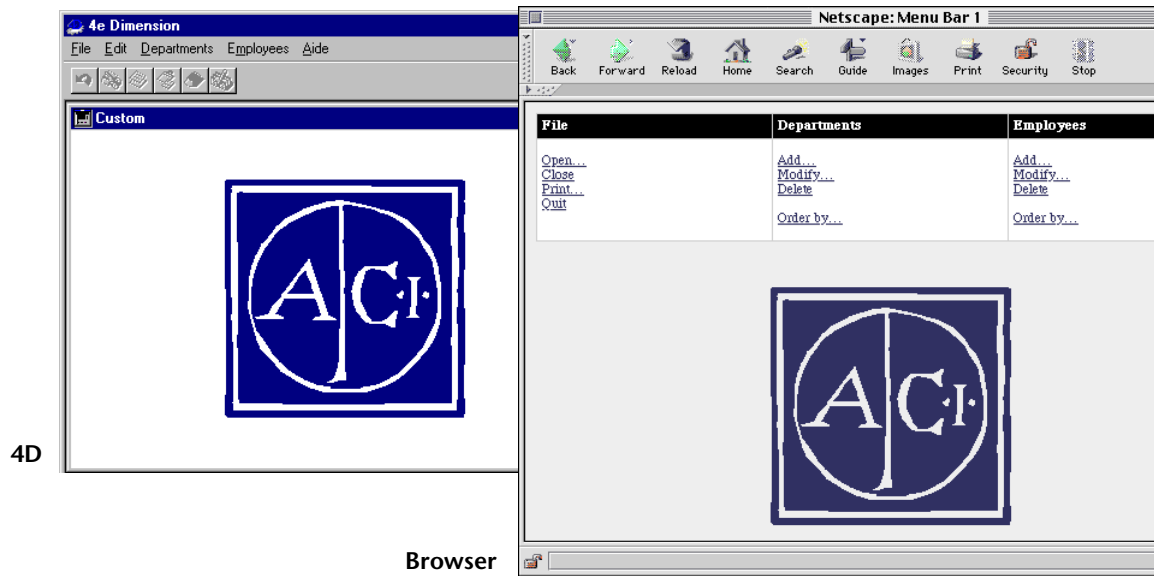 4e Dimension
File Edit Departments Employees Aide
Custom
ACI
4D
Netscape: Menu Bar 1
Back Forward Reload Home Search Guide Images Print Security Stop
File Departments Employees
Open... Add... Add...
Close Modify... Modify...
Print... Delete Delete
Quit
Order by... Order by...
ACI
Browser